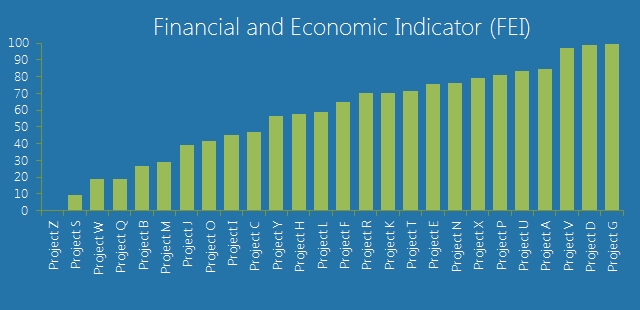 Financial and Economic Indicator (FEI)
100
90
80
70
60
50
40
30
20
10
0
Project Z
Project S
Project W
Project Q
Project B
Project M
Project J
Project O
Project I
Project C
Project Y
Project H
Project L
Project F
Project R
Project K
Project T
Project E
Project N
Project X
Project P
Project U
Project A
Project V
Project D
Project G